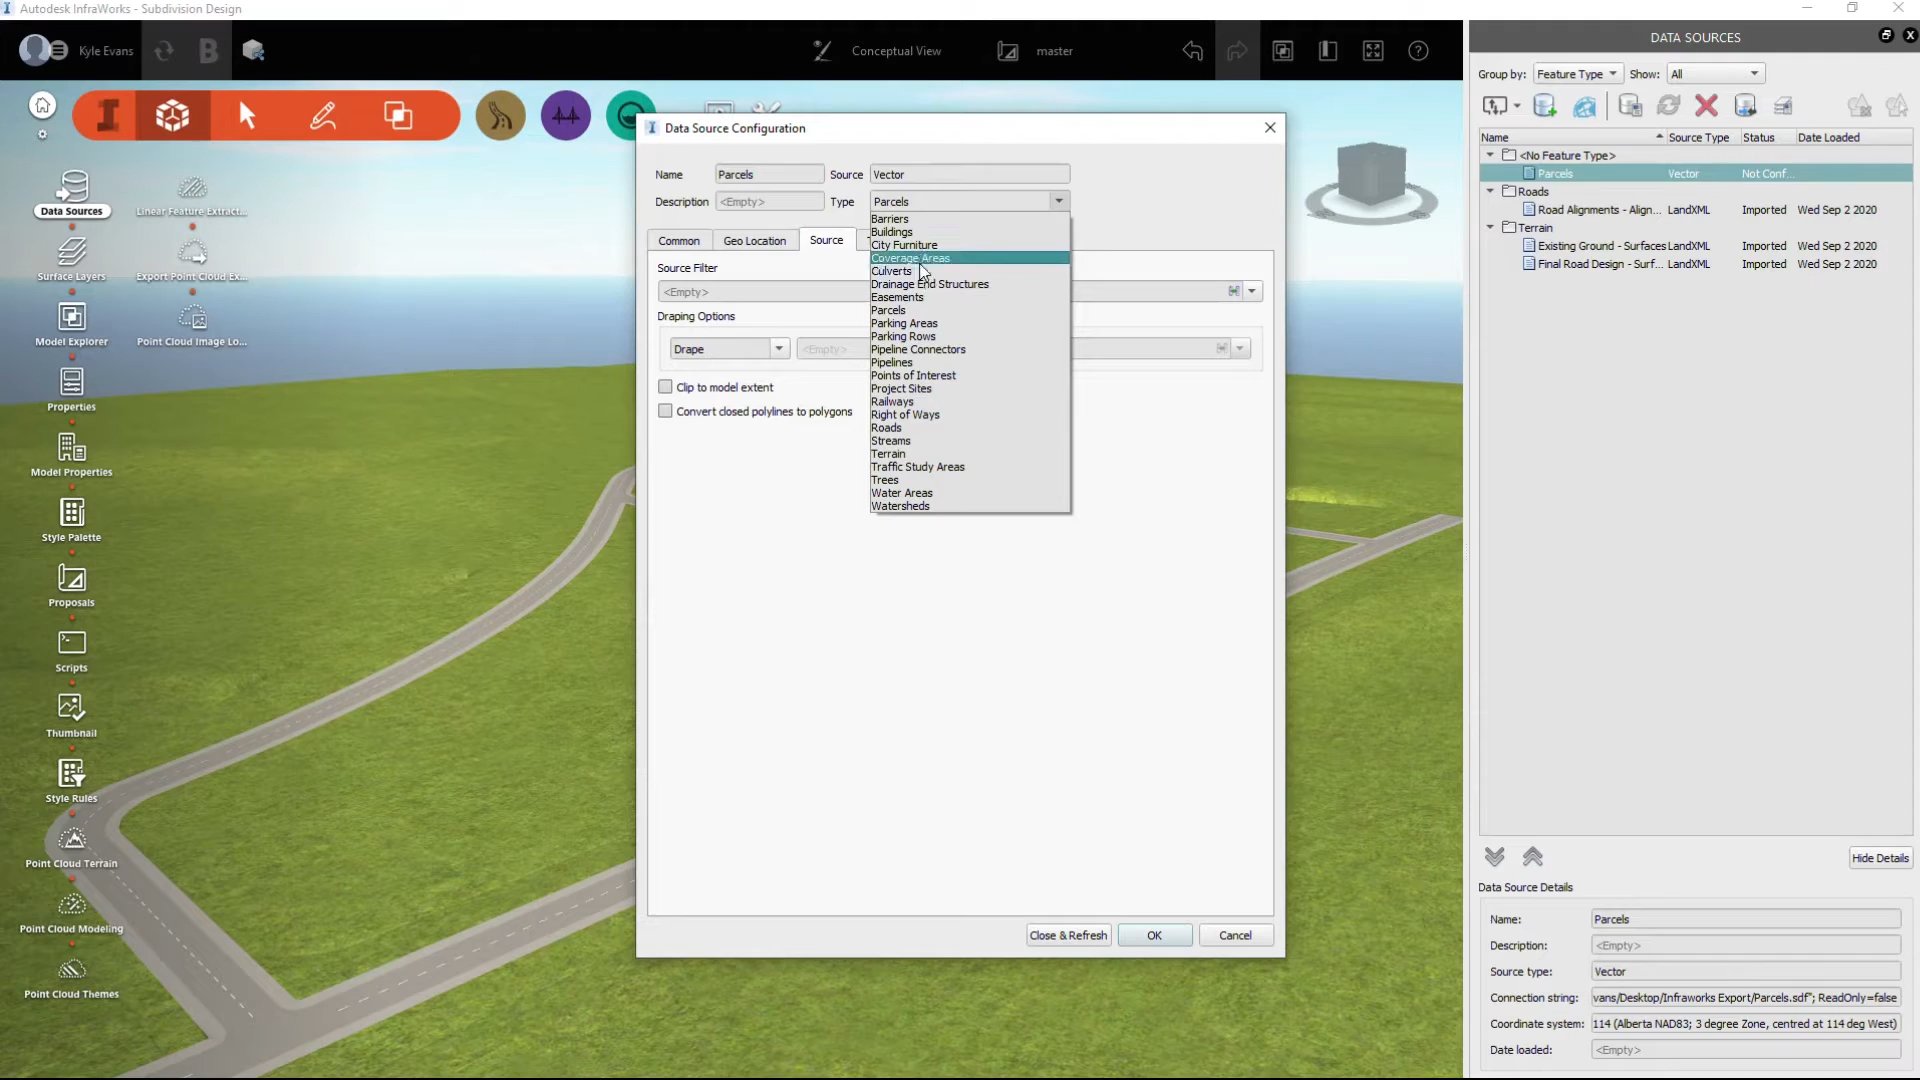 Autodesk InfraWorks - Subdivision Design
Kyle Evans
Conceptual View
master
Data Sources
Surface Layers
Model Explorer
Properties
Model Properties
Style Palette
Proposals
Scripts
Thumbnail
Style Rules
Point Cloud Terrain
Point Cloud Modeling
Point Cloud Themes
Linear Feature Extract...
Export Point Cloud Ex...
Point Cloud Image Lo...
Data Source Configuration
Name Parcels Source Vector
Description <Empty> Type Parcels
Common Geo Location Source
Source Filter
<Empty>
Draping Options
Drape <Empty>
Clip to model extent
Convert closed polylines to polygons
Barriers
Buildings
City Furniture
Coverage Areas
Culverts
Drainage End Structures
Easements
Parcels
Parking Areas
Parking Rows
Pipeline Connectors
Pipelines
Points of Interest
Project Sites
Railways
Right of Ways
Roads
Streams
Terrain
Traffic Study Areas
Trees
Water Areas
Watersheds
Close & Refresh OK Cancel
DATA SOURCES
Group by: Feature Type Show: All
Name Source Type Status Date Loaded
<No Feature Type>
Parcels Vector Not Conf...
Roads
Road Alignments - Align... LandXML Imported Wed Sep 2 2020
Terrain
Existing Ground - Surfaces LandXML Imported Wed Sep 2 2020
Final Road Design - Surf... LandXML Imported Wed Sep 2 2020
Hide Details
Data Source Details
Name: Parcels
Description: <Empty>
Source type: Vector
Connection string: vans/Desktop/Infraworks Export/Parcels.sdf"; ReadOnly=false
Coordinate system: 114 (Alberta NAD83; 3 degree Zone, centred at 114 deg West)
Date loaded: <Empty>